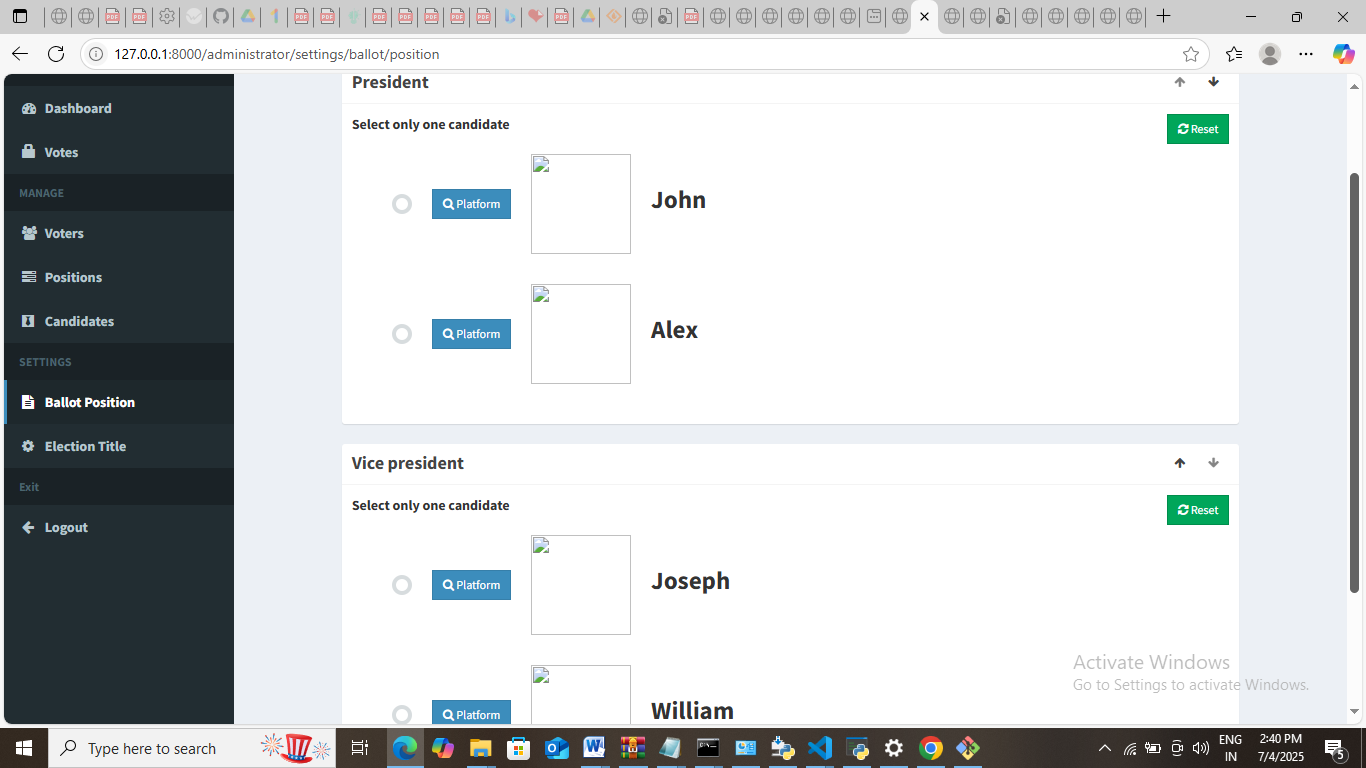 127.0.0.1:8000/administrator/settings/ballot/position
Dashboard
Votes
MANAGE
Voters
Positions
Candidates
SETTINGS
Ballot Position
Election Title
Exit
Logout
President
Select only one candidate
Reset
Platform
John
Platform
Alex
Vice president
Select only one candidate
Reset
Platform
Joseph
Platform
William
Activate Windows
Go to Settings to activate Windows.
Type here to search
ENG
IN
2:40 PM
7/4/2025
5